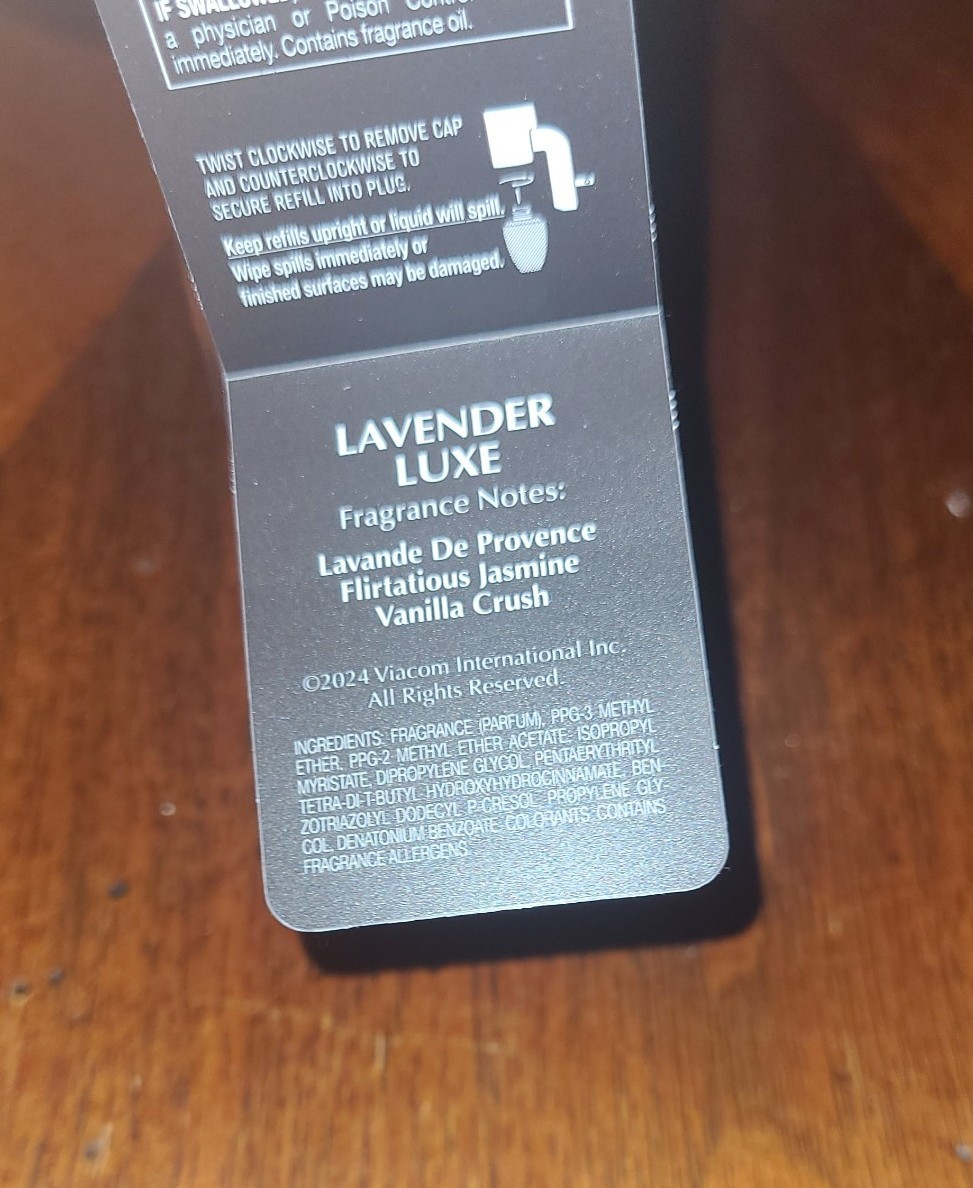 IF SWALLOWED,
a physician or Poison Control
immediately. Contains fragrance oil.
TWIST CLOCKWISE TO REMOVE CAP
AND COUNTERCLOCKWISE TO
SECURE REFILL INTO PLUG.
Keep refills upright or liquid will spill.
Wipe spills immediately or
finished surfaces may be damaged.
LAVENDER
LUXE
Fragrance Notes:
Lavande De Provence
Flirtatious Jasmine
Vanilla Crush
©2024 Viacom International Inc.
All Rights Reserved.
INGREDIENTS: FRAGRANCE (PARFUM), PPG-3 METHYL
ETHER, PPG-2 METHYL ETHER ACETATE, ISOPROPYL
MYRISTATE, DIPROPYLENE GLYCOL, PENTAERYTHRITYL
TETRA-DI-T-BUTYL HYDROXYHYDROCINNAMATE, BEN-
ZOTRIAZOLYL DODECYL P-CRESOL, PROPYLENE GLY-
COL, DENATONIUM BENZOATE, COLORANTS. CONTAINS
FRAGRANCE ALLERGENS.